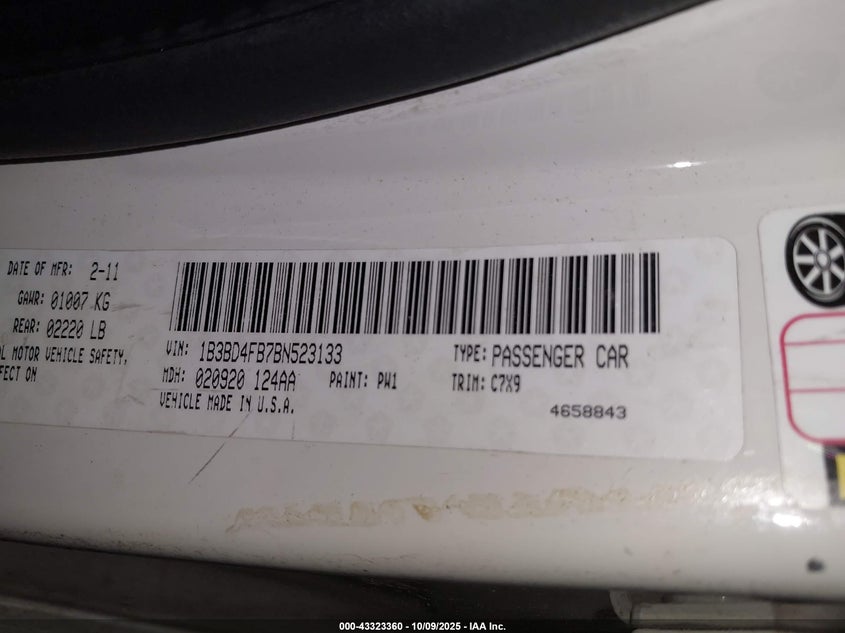 DATE OF MFR: 2-11
GAWR: 01007 KG
REAR: 02220 LB
MOTOR VEHICLE SAFETY,
ON
VIN: 1B3BD4FB7BN523133
TYPE: PASSENGER CAR
MDH: 020920 124AA
PAINT: PW1
TRIM: C7X9
VEHICLE MADE IN U.S.A.
4658843
000-43323360 - 10/09/2025 - IAA Inc.